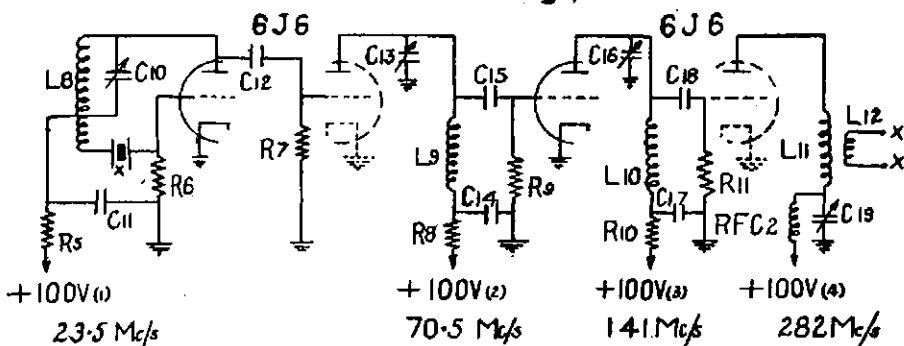 6J6
6J6
L8
C10
C12
C13
C15
C16
C18
L12
X
X
L11
R7
L9
R9
L10
R11
X
R6
C11
C14
C17
C19
R5
R8
R10
RFC2
+100V(1)
+100V(2)
+100V(3)
+100V(4)
23.5 Mc/s
70.5 Mc/s
141 Mc/s
282 Mc/s